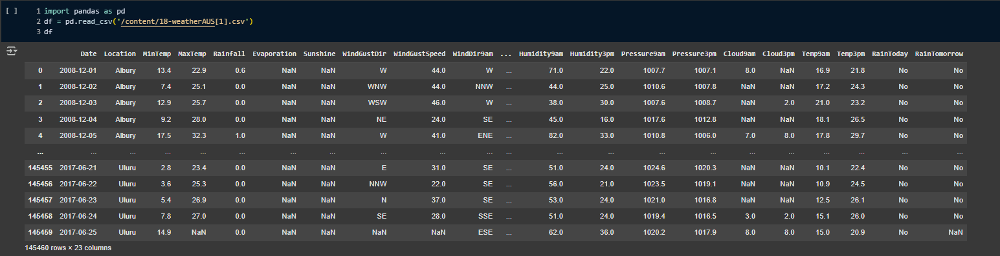 [ ] 1 import pandas as pd
2 df = pd.read_csv('/content/18-weatherAUS[1].csv')
3 df
Date Location MinTemp MaxTemp Rainfall Evaporation Sunshine WindGustDir WindGustSpeed WindDir9am ... Humidity9am Humidity3pm Pressure9am Pressure3pm Cloud9am Cloud3pm Temp9am Temp3pm RainToday RainTomorrow
0 2008-12-01 Albury 13.4 22.9 0.6 NaN NaN W 44.0 W ... 71.0 22.0 1007.7 1007.1 8.0 NaN 16.9 21.8 No No
1 2008-12-02 Albury 7.4 25.1 0.0 NaN NaN WNW 44.0 NNW ... 44.0 25.0 1010.6 1007.8 NaN NaN 17.2 24.3 No No
2 2008-12-03 Albury 12.9 25.7 0.0 NaN NaN WSW 46.0 W ... 38.0 30.0 1007.6 1008.7 NaN 2.0 21.0 23.2 No No
3 2008-12-04 Albury 9.2 28.0 0.0 NaN NaN NE 24.0 SE ... 45.0 16.0 1017.6 1012.8 NaN NaN 18.1 26.5 No No
4 2008-12-05 Albury 17.5 32.3 1.0 NaN NaN W 41.0 ENE ... 82.0 33.0 1010.8 1006.0 7.0 8.0 17.8 29.7 No No
... ... ... ... ... ... ... ... ... ... ... ... ... ... ... ... ... ... ... ... ... ...
145455 2017-06-21 Uluru 2.8 23.4 0.0 NaN NaN E 31.0 SE ... 51.0 24.0 1024.6 1020.3 NaN NaN 10.1 22.4 No No
145456 2017-06-22 Uluru 3.6 25.3 0.0 NaN NaN NNW 22.0 SE ... 56.0 21.0 1023.5 1019.1 NaN NaN 10.9 24.5 No No
145457 2017-06-23 Uluru 5.4 26.9 0.0 NaN NaN N 37.0 SE ... 53.0 24.0 1021.0 1016.8 NaN NaN 12.5 26.1 No No
145458 2017-06-24 Uluru 7.8 27.0 0.0 NaN NaN SE 28.0 SSE ... 51.0 24.0 1019.4 1016.5 3.0 2.0 15.1 26.0 No No
145459 2017-06-25 Uluru 14.9 NaN 0.0 NaN NaN NaN NaN ESE ... 62.0 36.0 1020.2 1017.9 8.0 8.0 15.0 20.9 No NaN
145460 rows × 23 columns